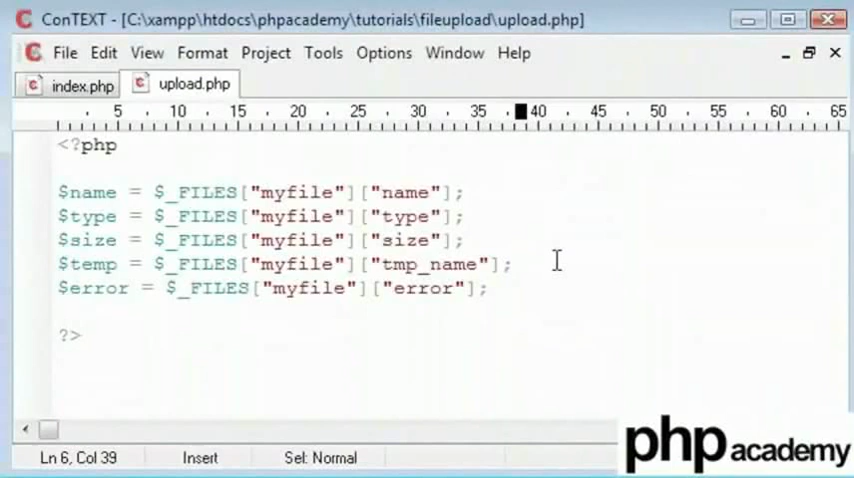 ConTEXT - [C:\xampp\htdocs\phpacademy\tutorials\fileupload\upload.php]
File Edit View Format Project Tools Options Window Help
index.php upload.php
5 10 15 20 25 30 35 40 45 50 55 60 65
<?php
$name = $_FILES["myfile"]["name"];
$type = $_FILES["myfile"]["type"];
$size = $_FILES["myfile"]["size"];
$temp = $_FILES["myfile"]["tmp_name"];
$error = $_FILES["myfile"]["error"];
?>
php academy
Ln 6, Col 39 Insert Sel: Normal